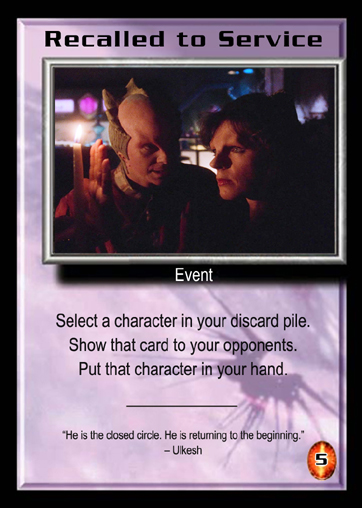 Recalled to Service
Event
Select a character in your discard pile.
Show that card to your opponents.
Put that character in your hand.
“He is the closed circle. He is returning to the beginning.”
– Ulkesh
5